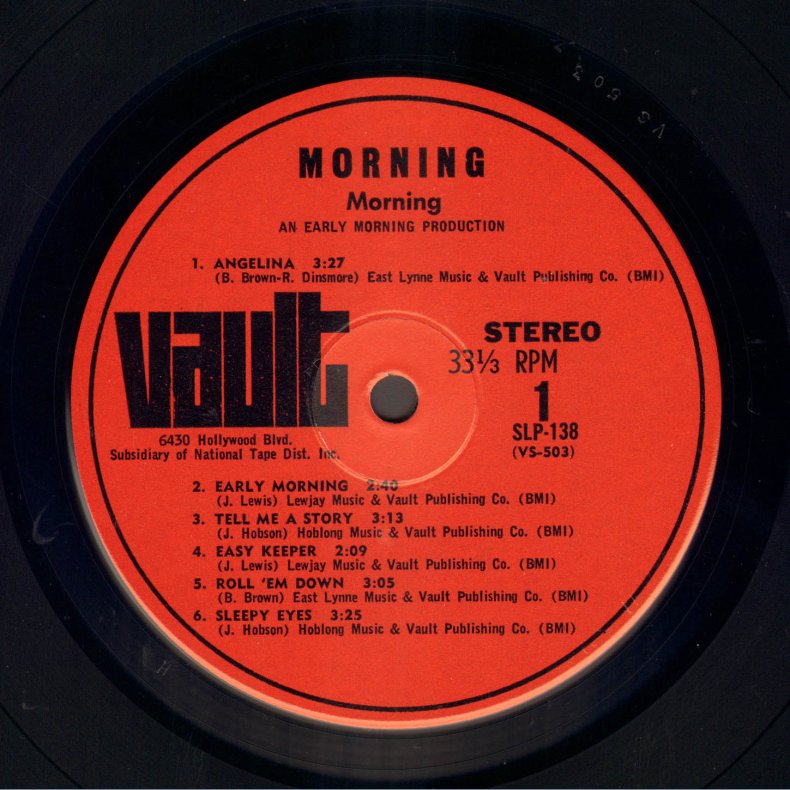 VS 503
MORNING
Morning
AN EARLY MORNING PRODUCTION
1. ANGELINA 3:27
(B. Brown-R. Dinsmore) East Lynne Music & Vault Publishing Co. (BMI)
vault
STEREO
33⅓ RPM
1
SLP-138
(VS-503)
6430 Hollywood Blvd.
Subsidiary of National Tape Dist. Inc.
2. EARLY MORNING 2:40
(J. Lewis) Lewjay Music & Vault Publishing Co. (BMI)
3. TELL ME A STORY 3:13
(J. Hobson) Hoblong Music & Vault Publishing Co. (BMI)
4. EASY KEEPER 2:09
(J. Lewis) Lewjay Music & Vault Publishing Co. (BMI)
5. ROLL 'EM DOWN 3:05
(B. Brown) East Lynne Music & Vault Publishing Co. (BMI)
6. SLEEPY EYES 3:25
(J. Hobson) Hoblong Music & Vault Publishing Co. (BMI)
H